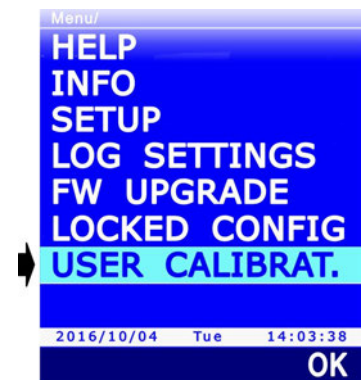 Menu/
HELP
INFO
SETUP
LOG SETTINGS
FW UPGRADE
LOCKED CONFIG
USER CALIBRAT.
2016/10/04 Tue 14:03:38
OK